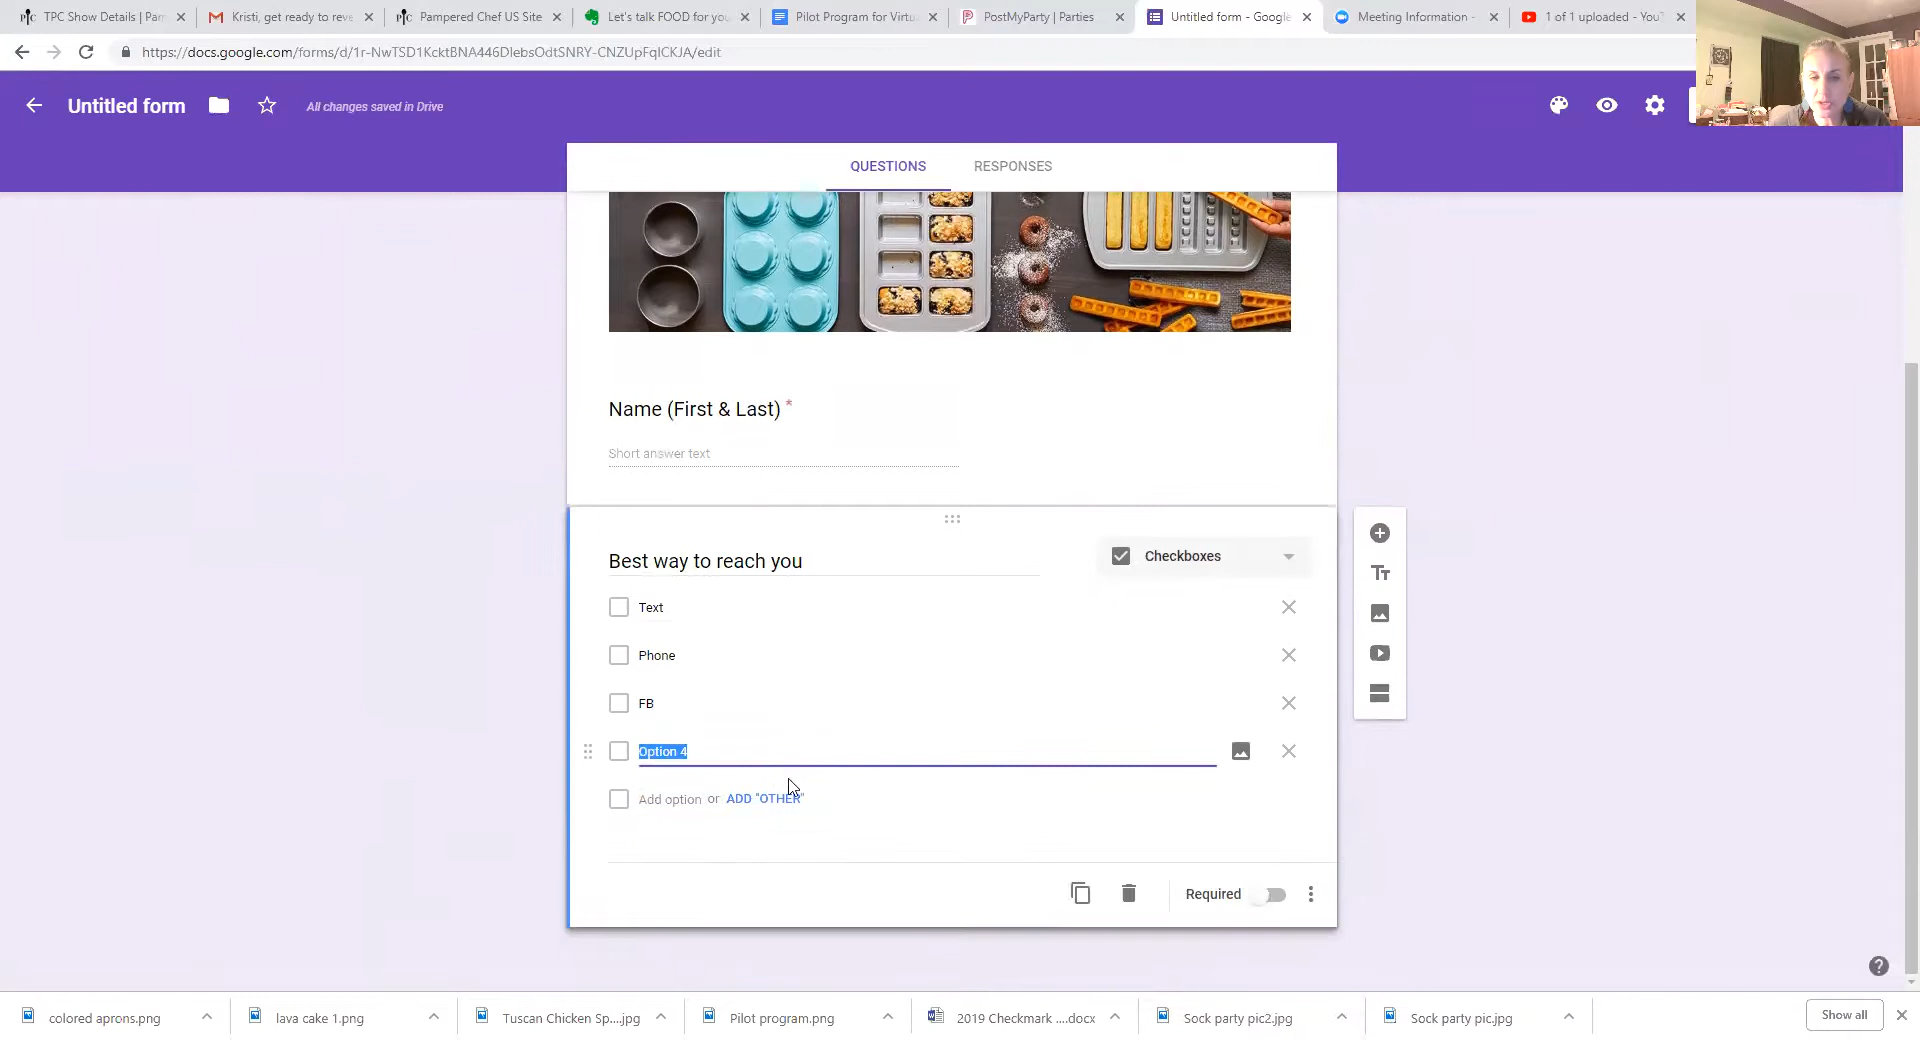 TPC Show Details | Pam
Kristi, get ready to reve
Pampered Chef US Site
Let's talk FOOD for you
Pilot Program for Virtu
PostMyParty | Parties
Untitled form - Google
Meeting Information -
1 of 1 uploaded - YouT
https://docs.google.com/forms/d/1r-NwTSD1KcktBNA446DlebsOdtSNRY-CNZUpFqICKJA/edit
Untitled form
All changes saved in Drive
QUESTIONS RESPONSES
Name (First & Last) *
Short answer text
Best way to reach you
Checkboxes
Text
Phone
FB
Option 4
Add option or ADD "OTHER"
Required
colored aprons.png
lava cake 1.png
Tuscan Chicken Sp....jpg
Pilot program.png
2019 Checkmark ....docx
Sock party pic2.jpg
Sock party pic.jpg
Show all